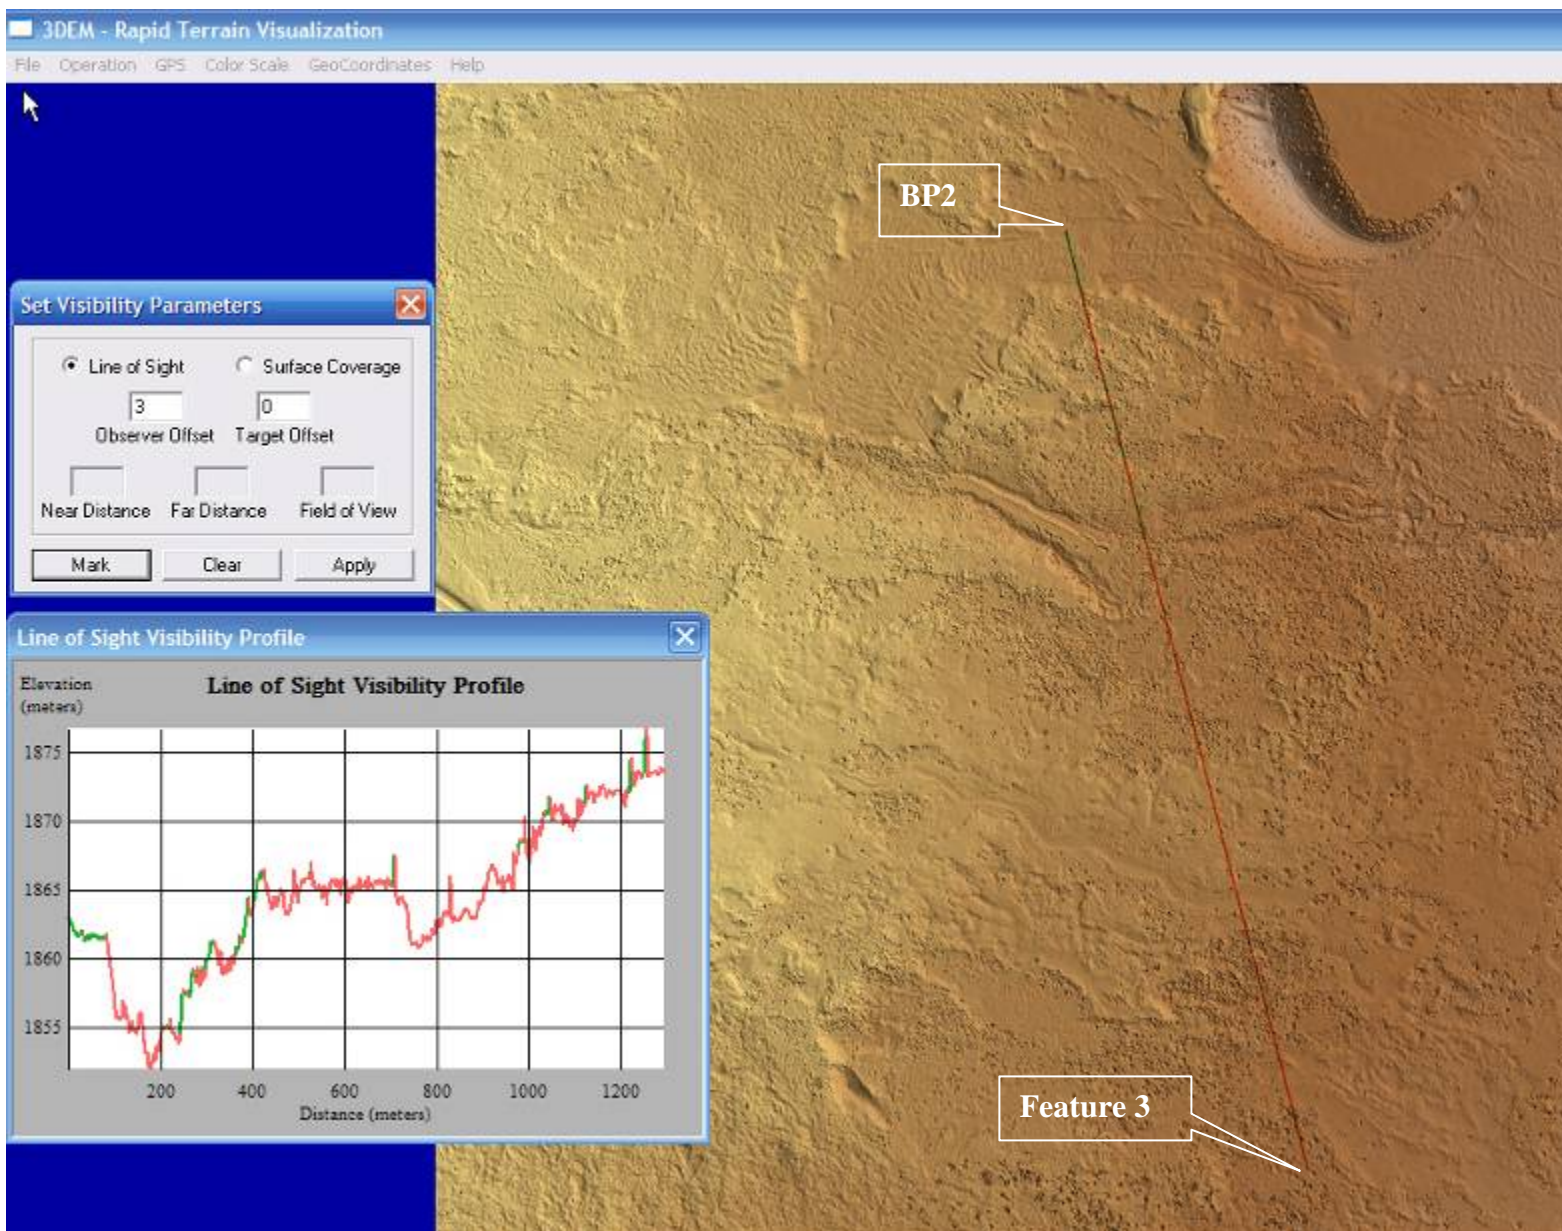 3DEM - Rapid Terrain Visualization
File Operation GPS Color Scale GeoCoordinates Help
BP2
Set Visibility Parameters
Line of Sight Surface Coverage
3 0
Observer Offset Target Offset
Near Distance Far Distance Field of View
Mark Clear Apply
Line of Sight Visibility Profile
Elevation
(meters)
Line of Sight Visibility Profile
1875
1870
1865
1860
1855
200 400 600 800 1000 1200
Distance (meters)
Feature 3